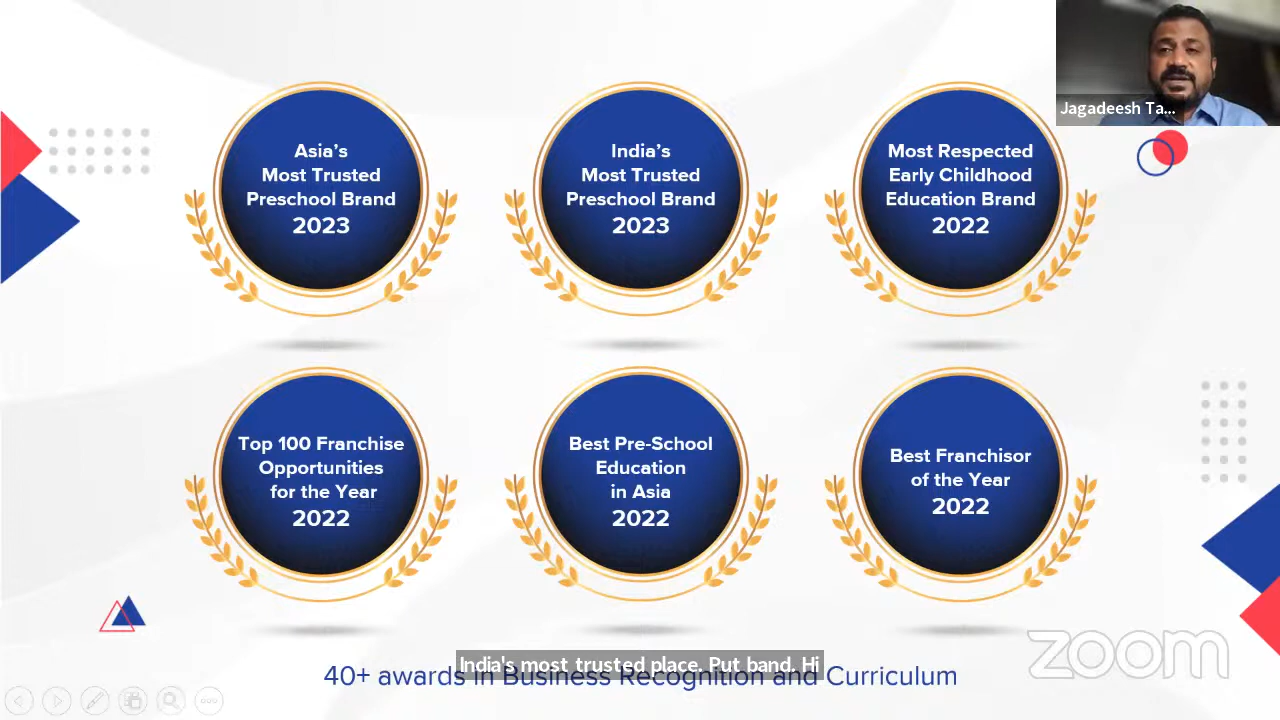 Jagadeesh Ta...
Asia's
Most Trusted
Preschool Brand
2023
India's
Most Trusted
Preschool Brand
2023
Most Respected
Early Childhood
Education Brand
2022
Top 100 Franchise
Opportunities
for the Year
2022
Best Pre-School
Education
in Asia
2022
Best Franchisor
of the Year
2022
India's most trusted place. Put band. Hi
40+ awards in Business Recognition and Curriculum
zoom